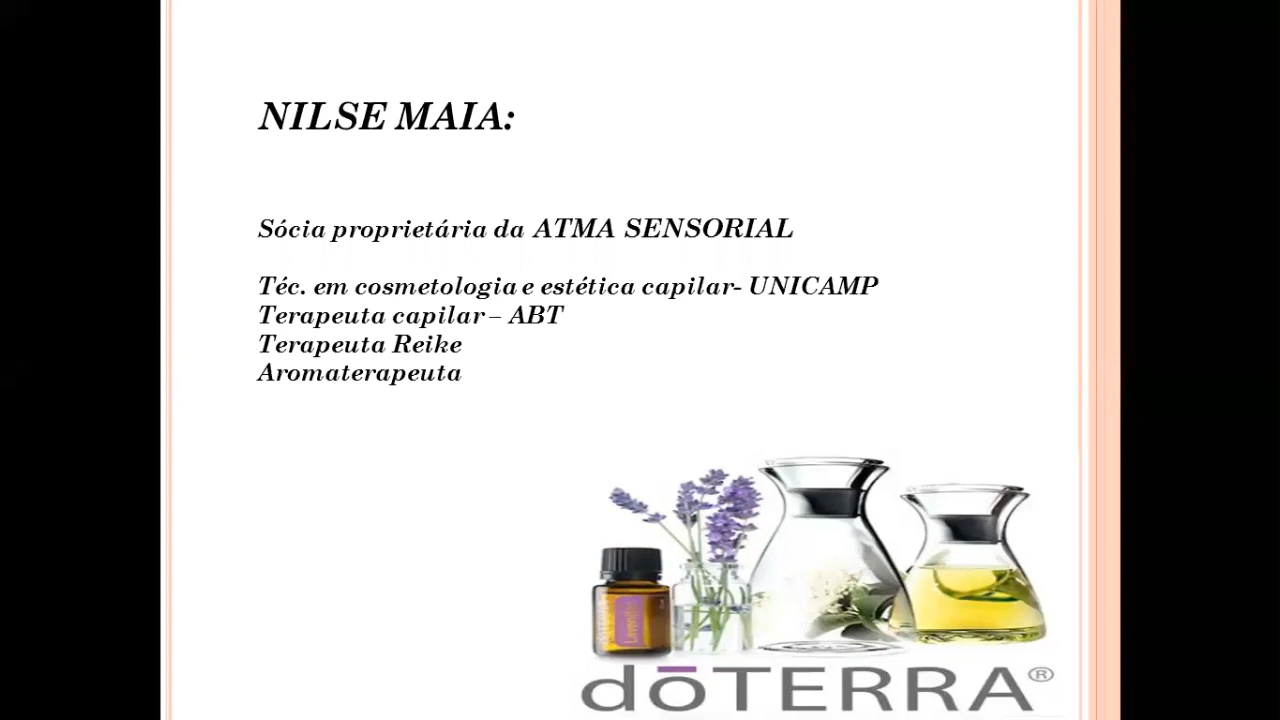 NILSE MAIA:
Sócia proprietária da ATMA SENSORIAL
Téc. em cosmetologia e estética capilar- UNICAMP
Terapeuta capilar – ABT
Terapeuta Reike
Aromaterapeuta
dōTERRA®